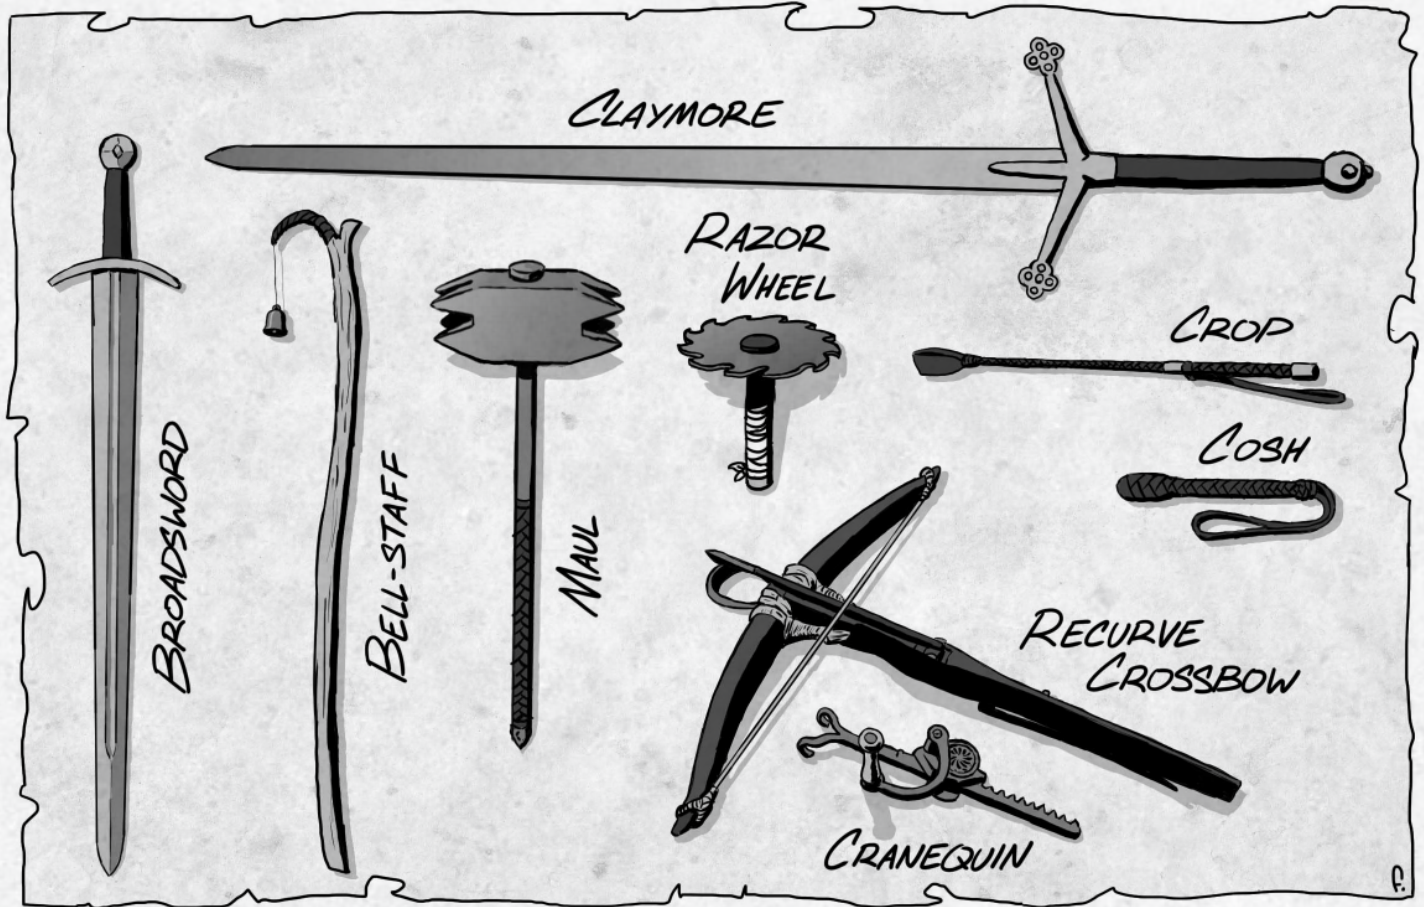 CLAYMORE
RAZOR
WHEEL
CROP
COSH
BROADSWORD
BELL-STAFF
MAUL
RECURVE
CROSSBOW
CRANEQUIN
F.